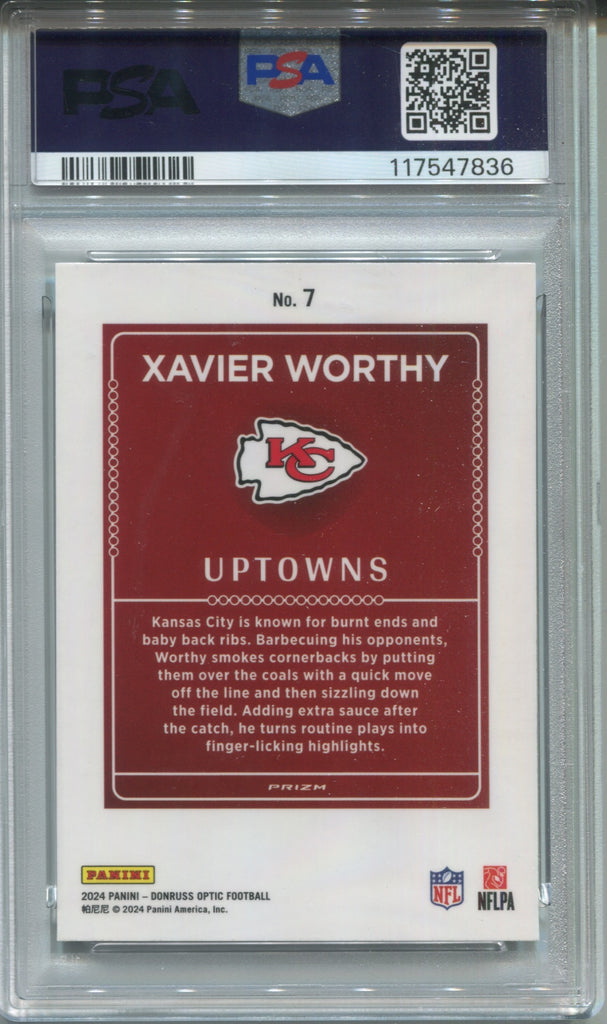 PSA
PSA
117547836
No. 7
XAVIER WORTHY
KC
UPTOWNS
Kansas City is known for burnt ends and
baby back ribs. Barbecuing his opponents,
Worthy smokes cornerbacks by putting
them over the coals with a quick move
off the line and then sizzling down
the field. Adding extra sauce after
the catch, he turns routine plays into
finger-licking highlights.
PRIZM
PANINI
2024 PANINI – DONRUSS OPTIC FOOTBALL
帕尼尼 © 2024 Panini America, Inc.
NFL
NFLPA